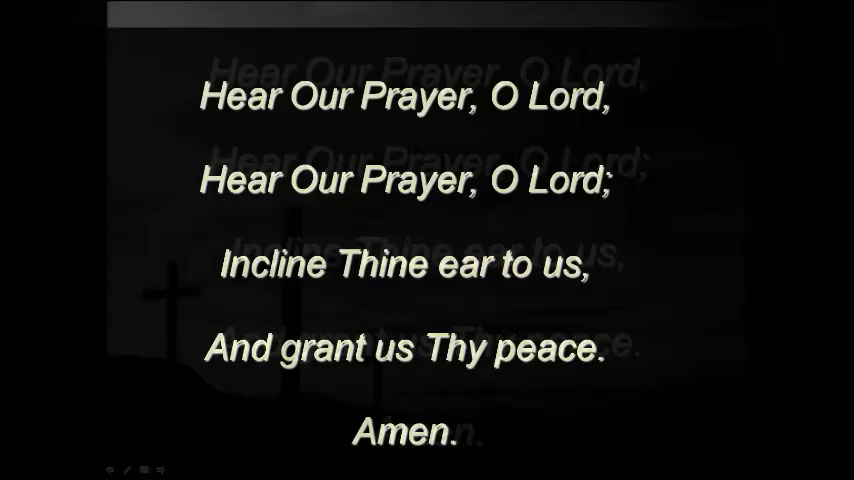 Hear Our Prayer, O Lord,
Hear Our Prayer, O Lord;
Incline Thine ear to us,
And grant us Thy peace.
Amen.